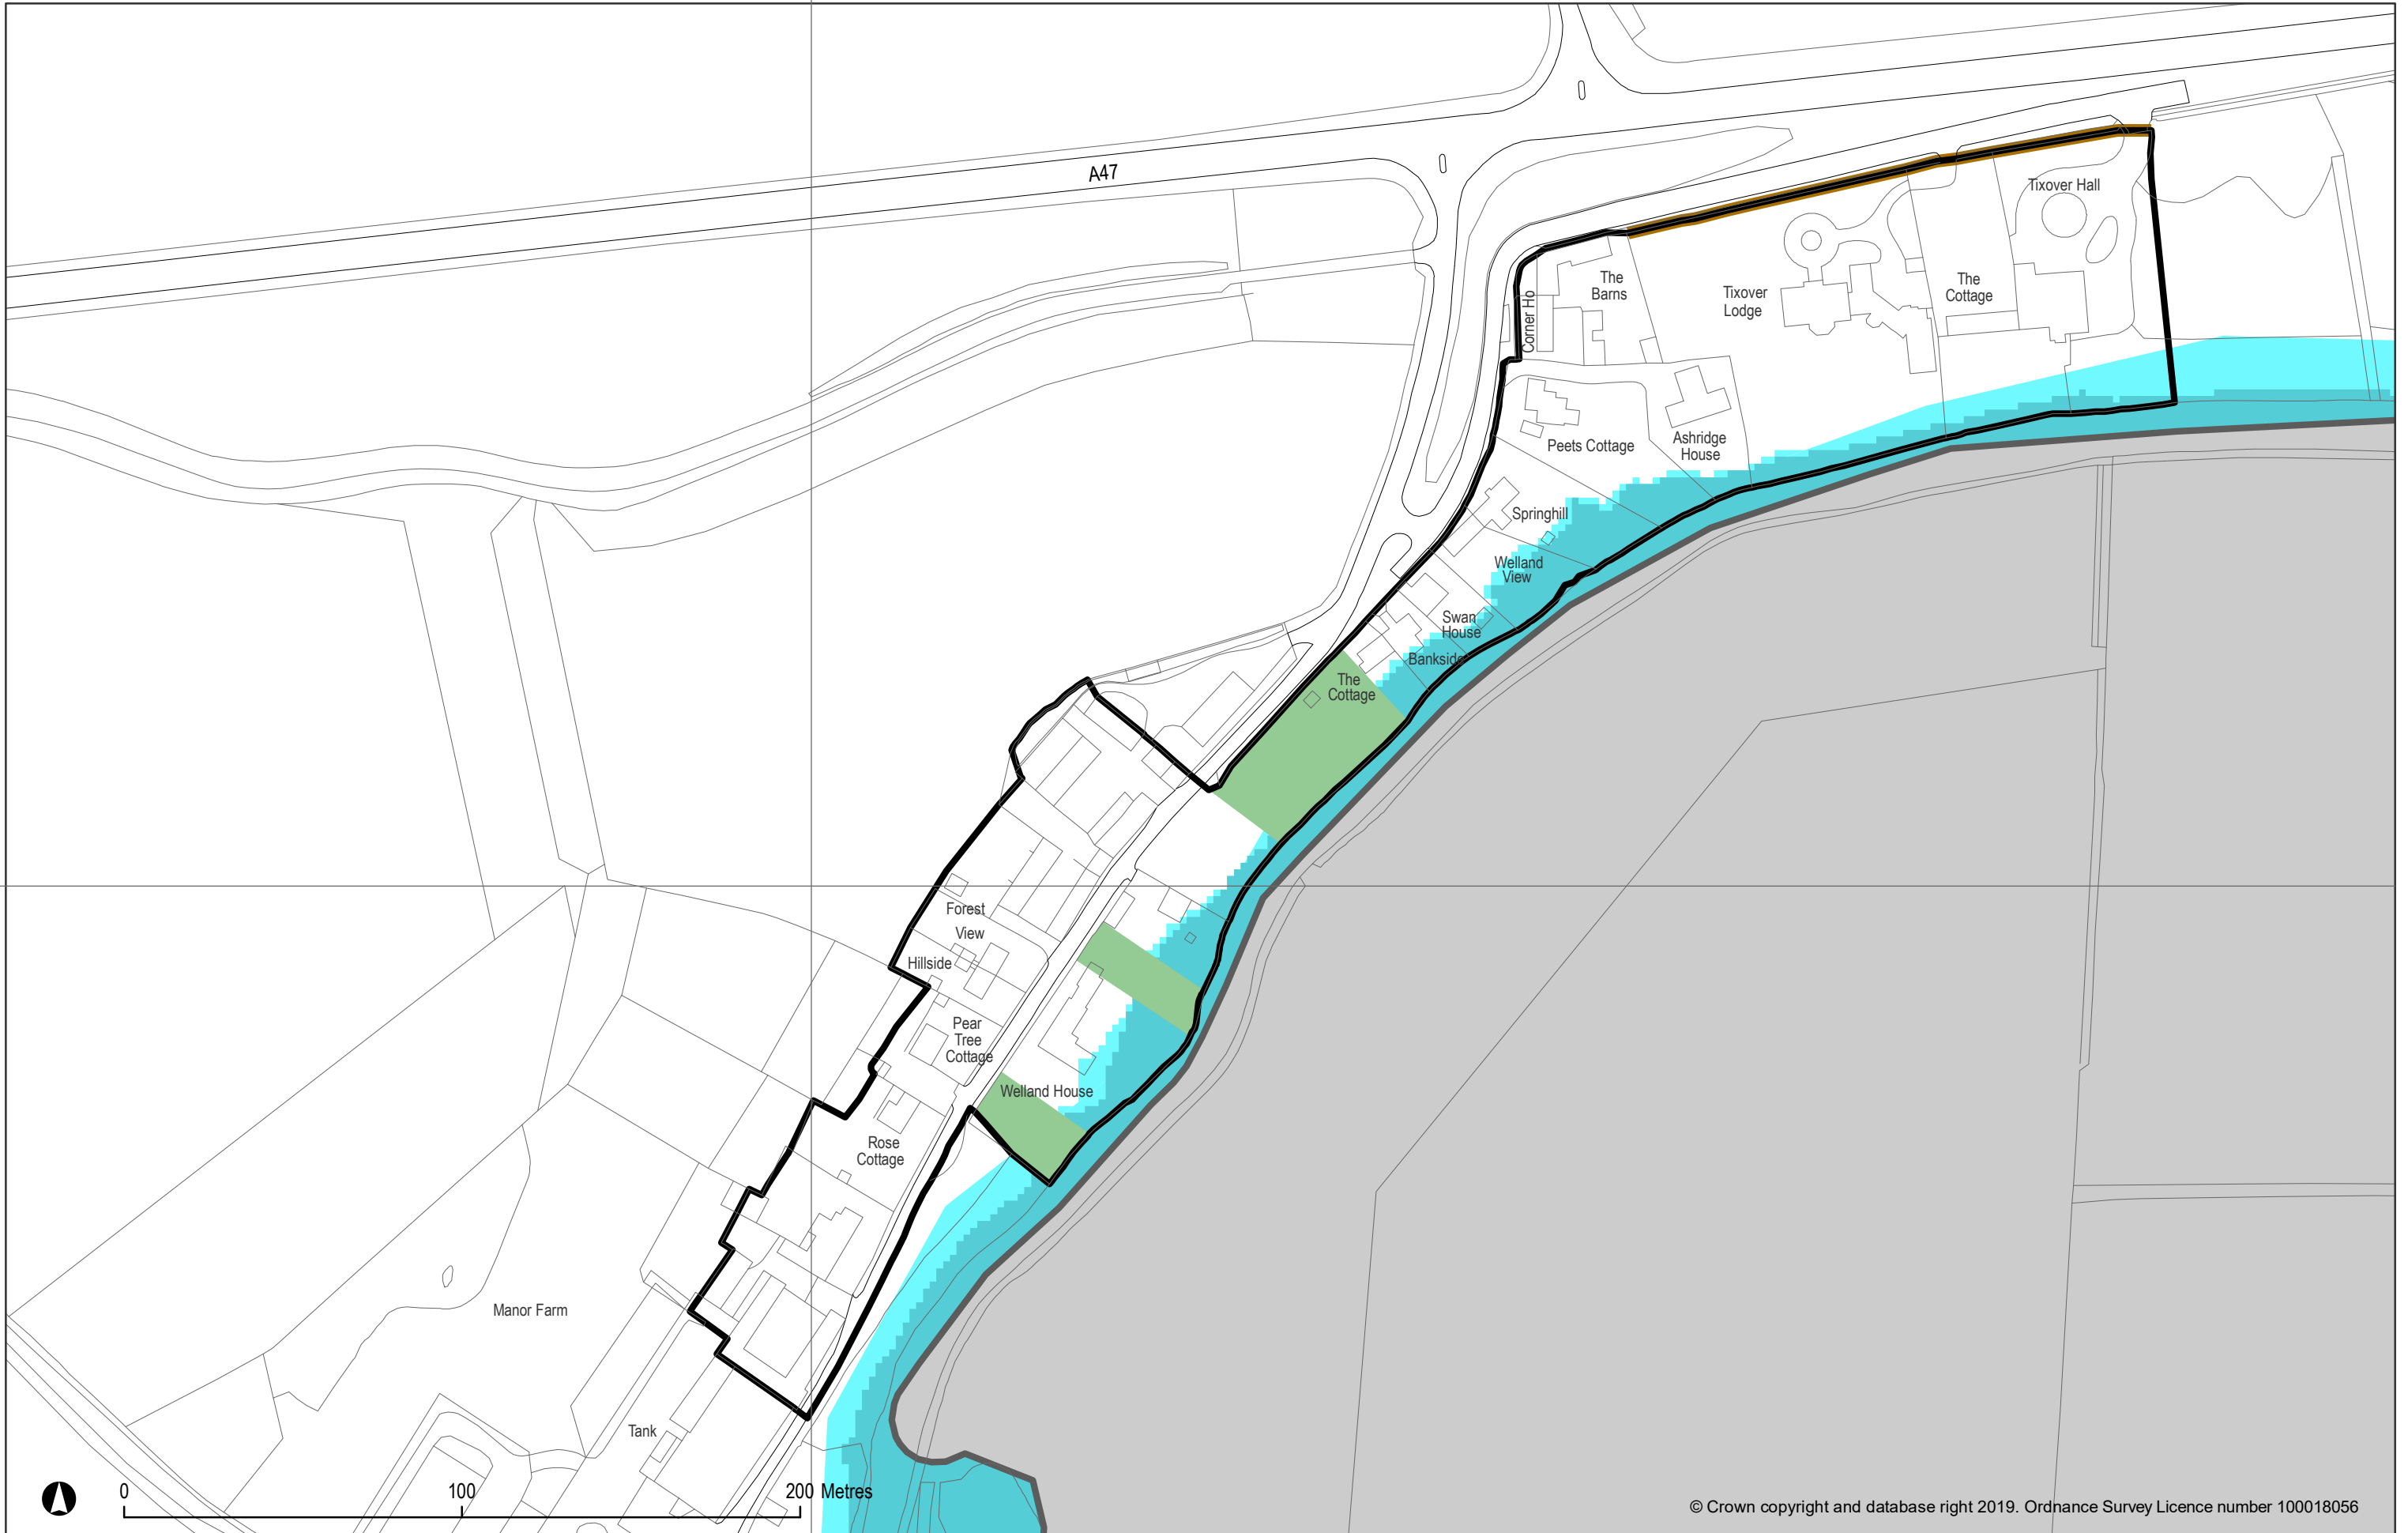 A47
Tixover Hall
The
Barns
Corner Ho
Tixover
Lodge
The
Cottage
Peets Cottage
Ashridge
House
Springhill
Welland
View
Swan
House
Bankside
The
Cottage
Forest
View
Hillside
Pear
Tree
Cottage
Welland House
Rose
Cottage
Manor Farm
Tank
0 100 200 Metres
© Crown copyright and database right 2019. Ordnance Survey Licence number 100018056